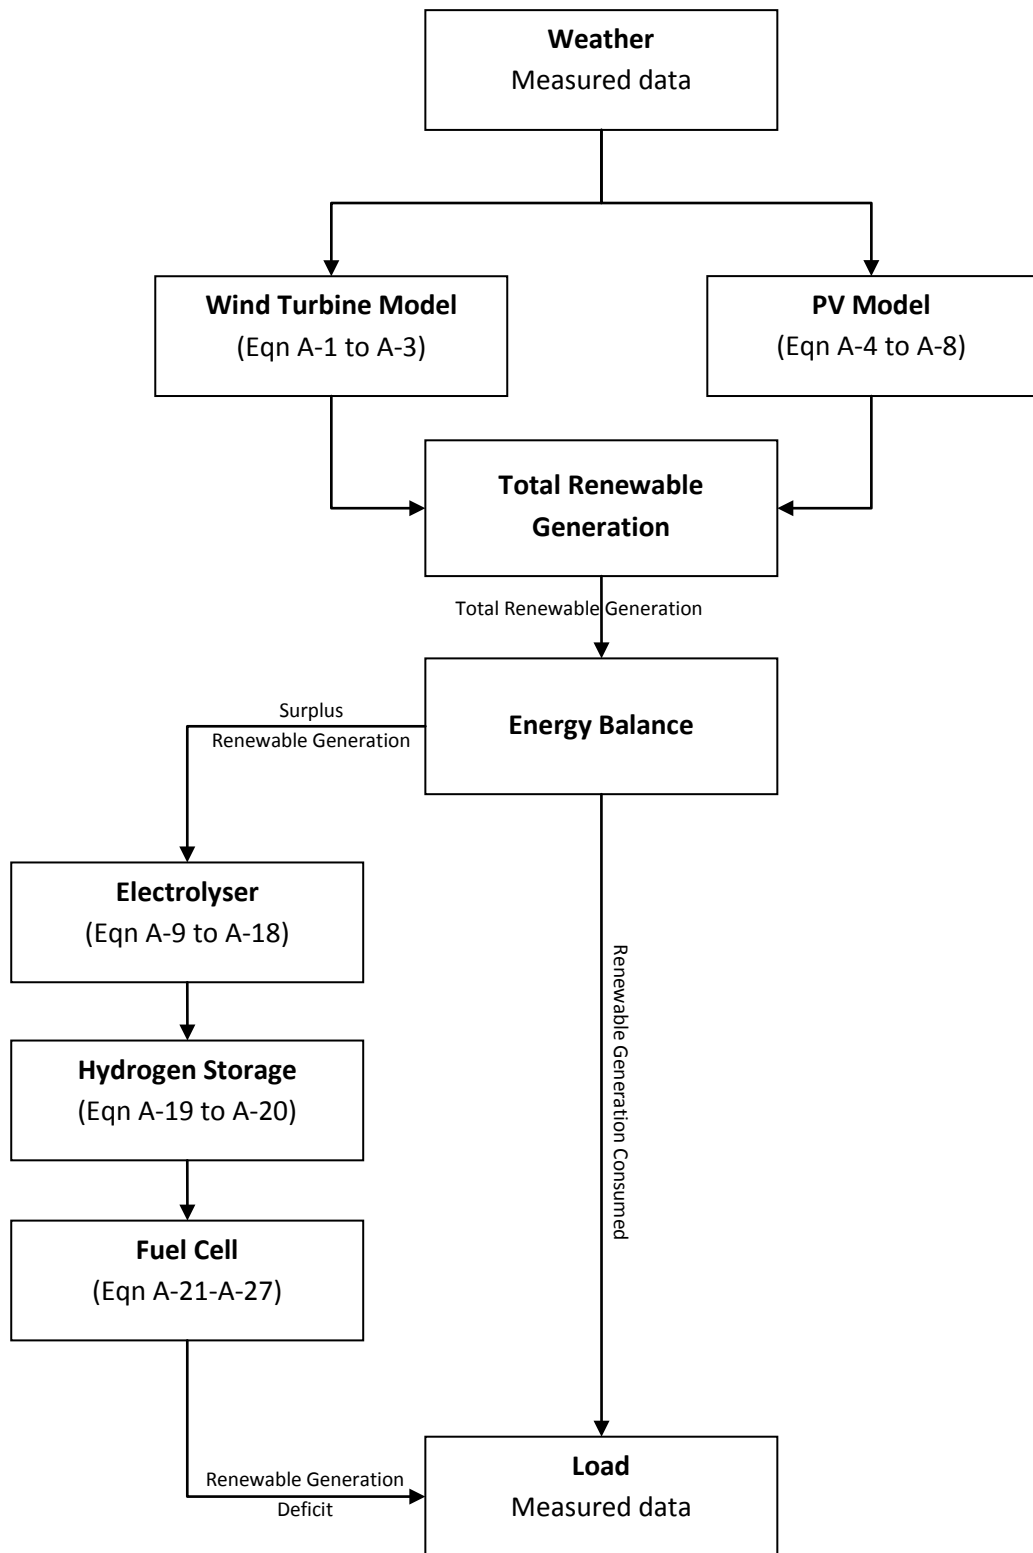 Weather
Measured data
Wind Turbine Model
(Eqn A-1 to A-3)
PV Model
(Eqn A-4 to A-8)
Total Renewable
Generation
Total Renewable Generation
Energy Balance
Surplus
Renewable Generation
Electrolyser
(Eqn A-9 to A-18)
Renewable Generation Consumed
Hydrogen Storage
(Eqn A-19 to A-20)
Fuel Cell
(Eqn A-21-A-27)
Renewable Generation
Deficit
Load
Measured data